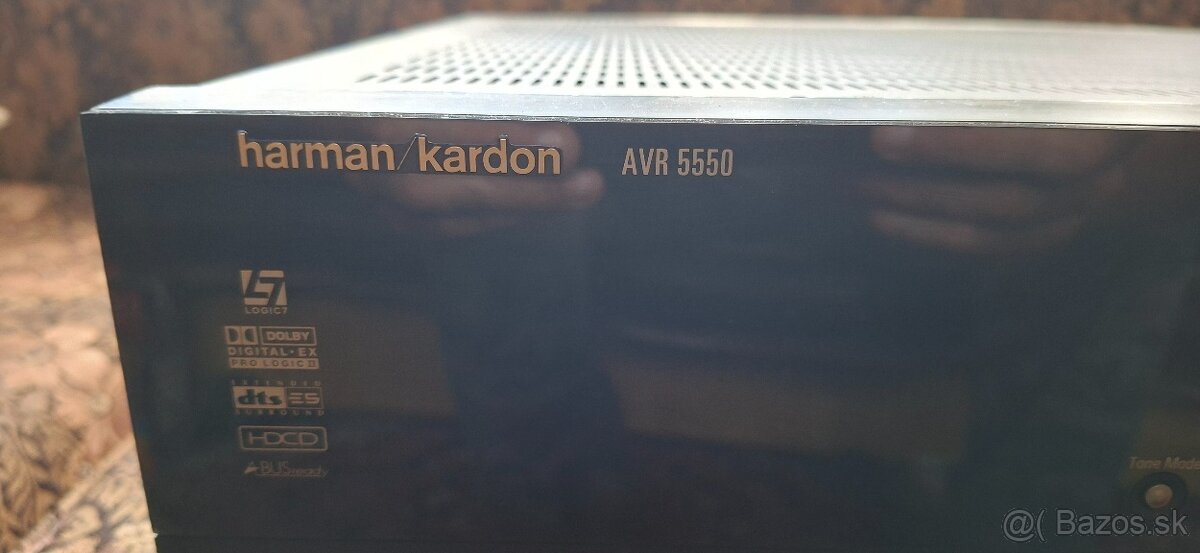 harman/kardon AVR 5550
LOGIC7
DOLBY
DIGITAL·EX
PRO LOGIC II
EXTENDED
dts ES
SURROUND
HDCD
A-BUS ready
Tone Mode
@( Bazos.sk